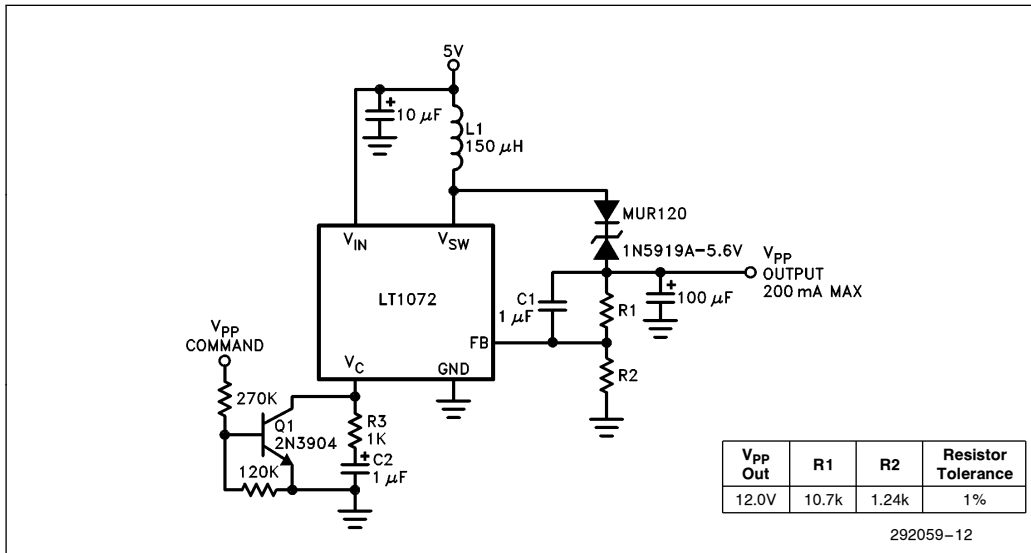 5V
10 μF
L1
150 μH
MUR120
1N5919A–5.6V
VIN
VSW
VPP
OUTPUT
200 mA MAX
LT1072
C1
1 μF
R1
100 μF
FB
R2
VPP
COMMAND
VC
GND
270K
Q1
2N3904
R3
1K
C2
1 μF
120K
VPP Out | R1 | R2 | Resistor Tolerance
12.0V | 10.7k | 1.24k | 1%
292059–12